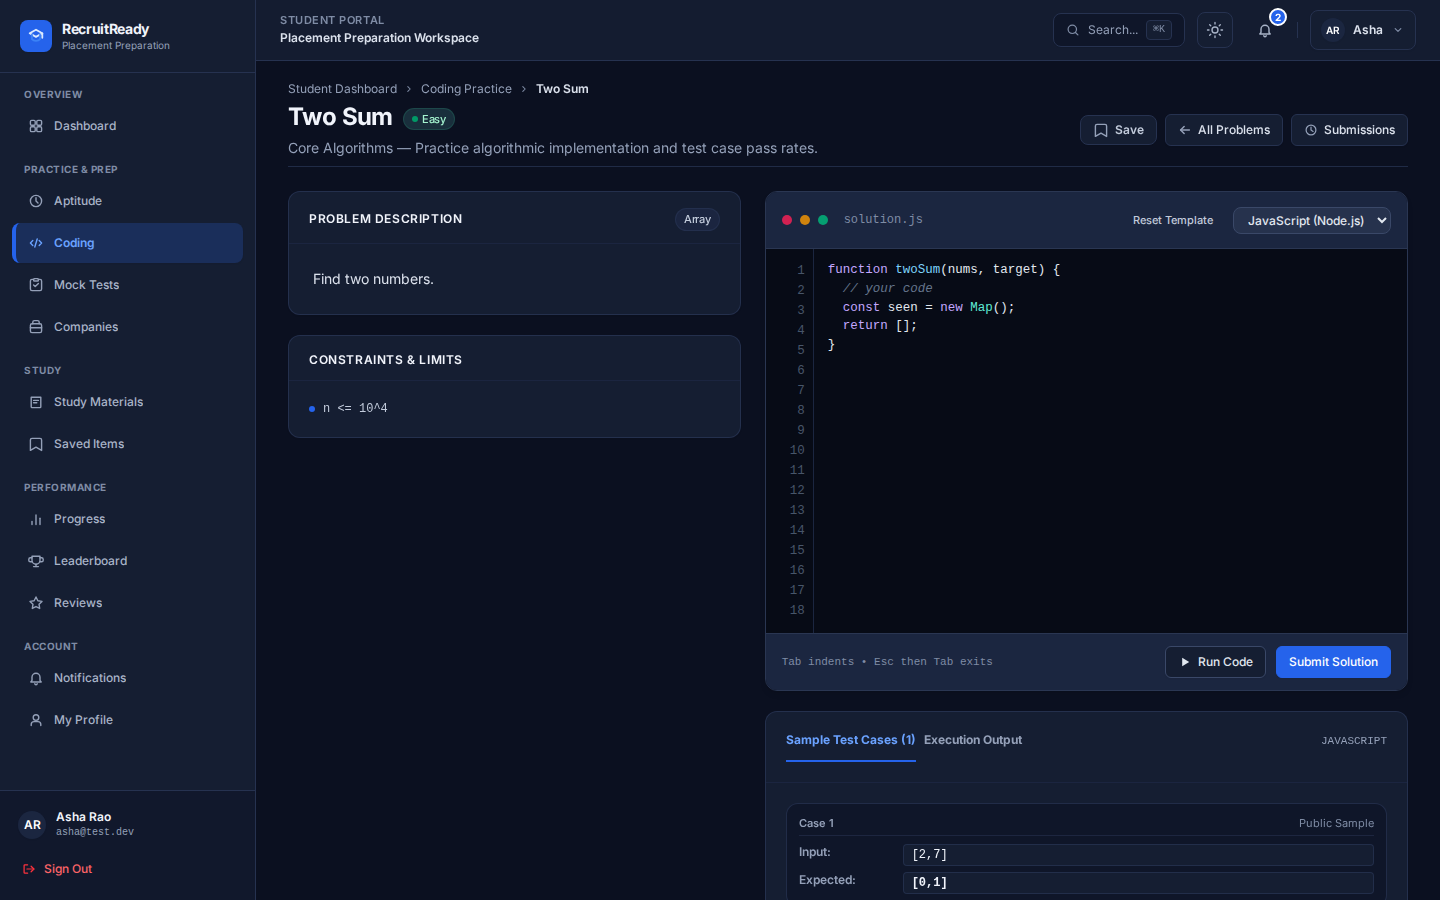 RecruitReady
Placement Preparation
OVERVIEW
Dashboard
PRACTICE & PREP
Aptitude
Coding
Mock Tests
Companies
STUDY
Study Materials
Saved Items
PERFORMANCE
Progress
Leaderboard
Reviews
ACCOUNT
Notifications
My Profile
AR
Asha Rao
asha@test.dev
Sign Out
STUDENT PORTAL
Placement Preparation Workspace
Search... ⌘K
2
AR Asha
Student Dashboard › Coding Practice › Two Sum
Two Sum Easy
Core Algorithms — Practice algorithmic implementation and test case pass rates.
Save All Problems Submissions
PROBLEM DESCRIPTION Array
Find two numbers.
CONSTRAINTS & LIMITS
n <= 10^4
solution.js Reset Template JavaScript (Node.js)
1 function twoSum(nums, target) {
2 // your code
3 const seen = new Map();
4 return [];
5 }
6
7
8
9
10
11
12
13
14
15
16
17
18
Tab indents • Esc then Tab exits Run Code Submit Solution
Sample Test Cases (1) Execution Output JAVASCRIPT
Case 1 Public Sample
Input: [2,7]
Expected: [0,1]